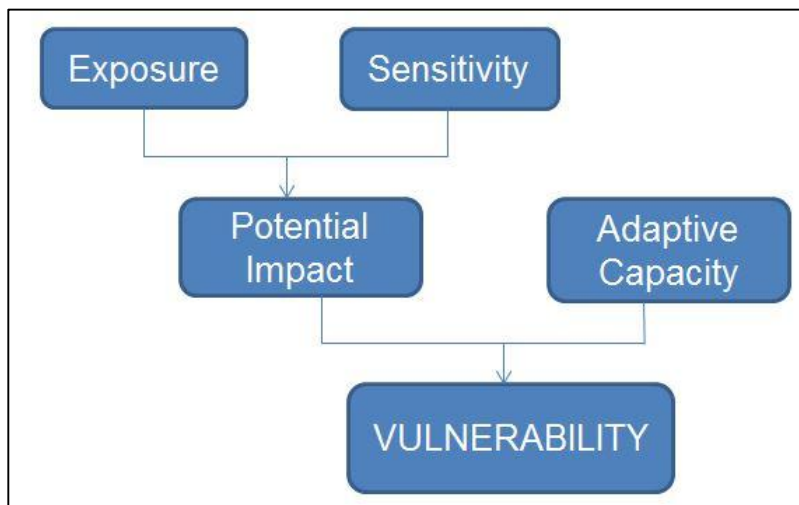 Exposure
Sensitivity
Potential
Impact
Adaptive
Capacity
VULNERABILITY